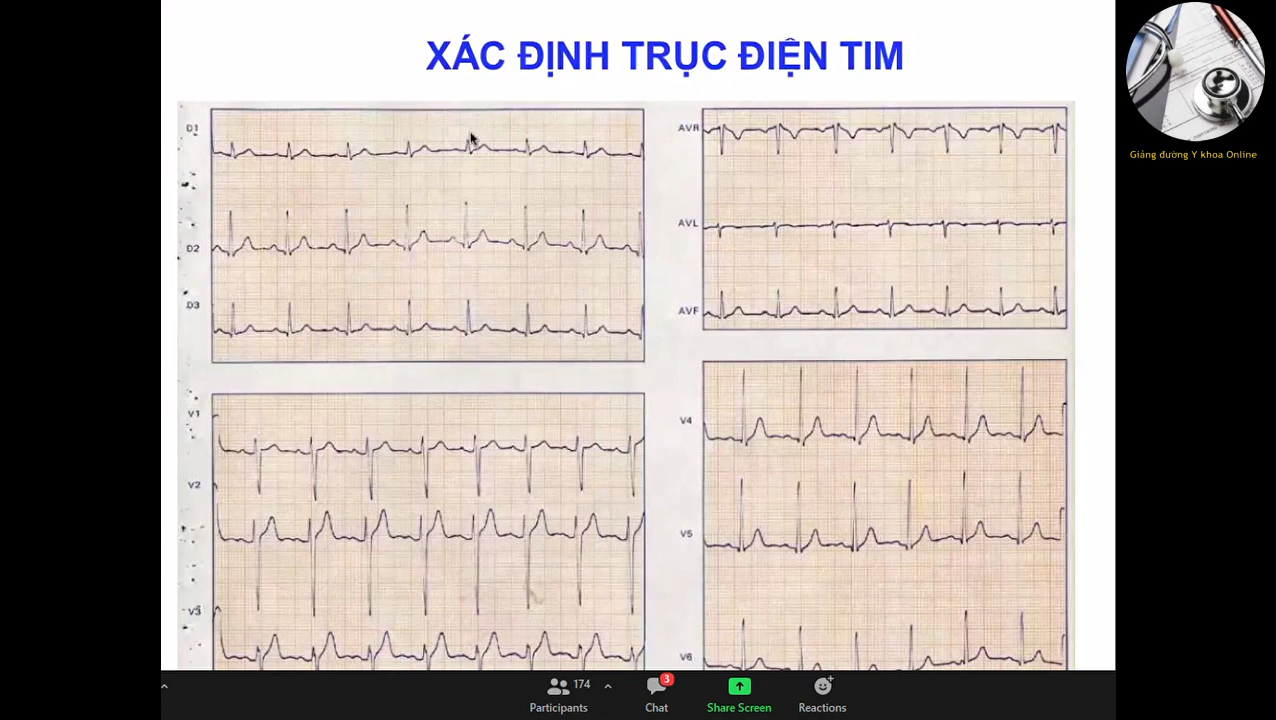 XÁC ĐỊNH TRỤC ĐIỆN TIM
D1
D2
D3
AVR
AVL
AVF
V1
V2
V3
V4
V5
V6
Giảng đường Y khoa Online
174
3
Participants
Chat
Share Screen
Reactions